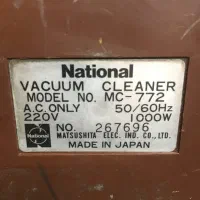 National
VACUUM CLEANER
MODEL NO. MC-772
A.C. ONLY 50/60Hz
220V 1000W
NO. 267696
National
MATSUSHITA ELEC. IND. CO., LTD.
MADE IN JAPAN